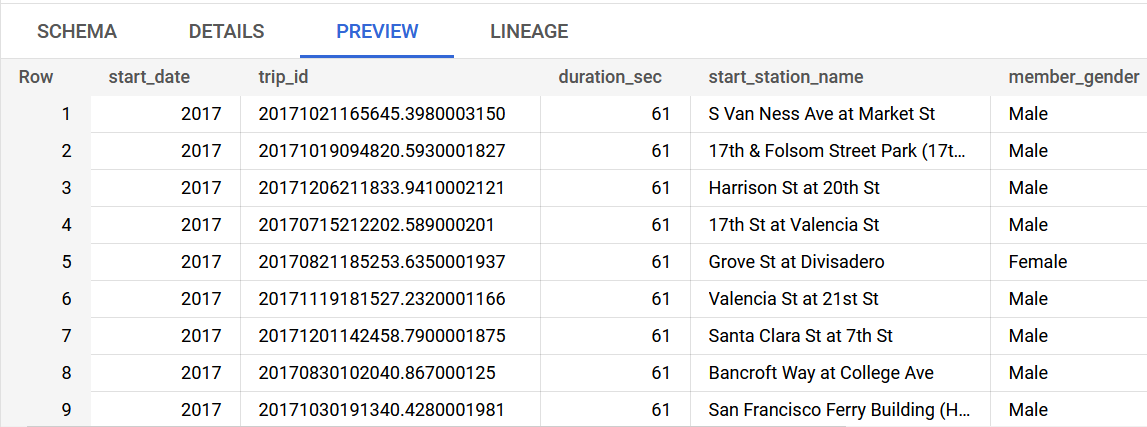 SCHEMA DETAILS PREVIEW LINEAGE
Row start_date trip_id duration_sec start_station_name member_gender
1 2017 20171021165645.3980003150 61 S Van Ness Ave at Market St Male
2 2017 20171019094820.5930001827 61 17th & Folsom Street Park (17t... Male
3 2017 20171206211833.9410002121 61 Harrison St at 20th St Male
4 2017 20170715212202.589000201 61 17th St at Valencia St Male
5 2017 20170821185253.6350001937 61 Grove St at Divisadero Female
6 2017 20171119181527.2320001166 61 Valencia St at 21st St Male
7 2017 20171201142458.7900001875 61 Santa Clara St at 7th St Male
8 2017 20170830102040.867000125 61 Bancroft Way at College Ave Male
9 2017 20171030191340.4280001981 61 San Francisco Ferry Building (H... Male